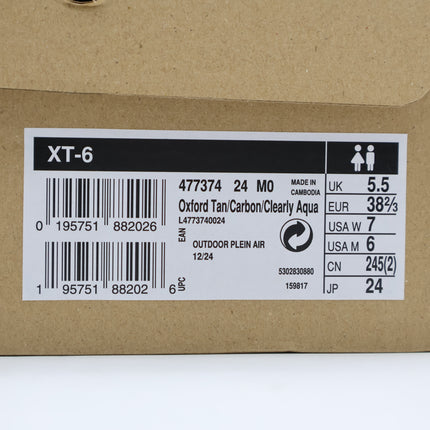 XT-6
0 195751 882026
EAN
1 95751 88202 6
UPC
477374 24 M0
MADE IN
CAMBODIA
Oxford Tan/Carbon/Clearly Aqua
L4773740024
OUTDOOR PLEIN AIR
12/24
5302830880
159817
UK 5.5
EUR 38⅔
USA W 7
USA M 6
CN 245(2)
JP 24